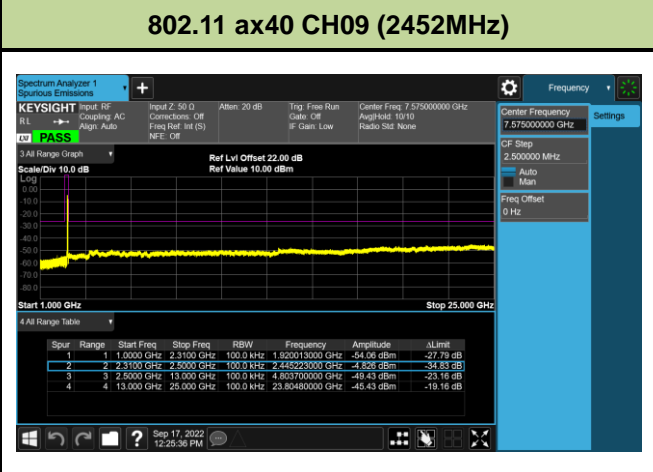 802.11 ax40 CH09 (2452MHz)
Spectrum Analyzer 1
Spurious Emissions
Frequency
KEYSIGHT
RL
LXI
PASS
Input: RF
Coupling: AC
Align: Auto
Input Z: 50 Ω
Corrections: Off
Freq Ref: Int (S)
NFE: Off
Atten: 20 dB
Trig: Free Run
Gate: Off
IF Gain: Low
Center Freq: 7.575000000 GHz
Avg|Hold: 10/10
Radio Std: None
Center Frequency
7.575000000 GHz
Settings
CF Step
2.500000 MHz
Auto
Man
Freq Offset
0 Hz
3 All Range Graph
Scale/Div 10.0 dB
Ref Lvl Offset 22.00 dB
Ref Value 10.00 dBm
Log
0.00
-10.0
-20.0
-30.0
-40.0
-50.0
-60.0
-70.0
-80.0
Start 1.000 GHz
Stop 25.000 GHz
4 All Range Table
Spur Range Start Freq Stop Freq RBW Frequency Amplitude ΔLimit
1 1 1.0000 GHz 2.3100 GHz 100.0 kHz 1.920013000 GHz -54.06 dBm -27.79 dB
2 2 2.3100 GHz 2.5000 GHz 100.0 kHz 2.445223000 GHz -4.826 dBm -34.83 dB
3 3 2.5000 GHz 13.000 GHz 100.0 kHz 4.803700000 GHz -49.43 dBm -23.16 dB
4 4 13.000 GHz 25.000 GHz 100.0 kHz 23.80480000 GHz -45.43 dBm -19.16 dB
Sep 17, 2022
12:25:36 PM